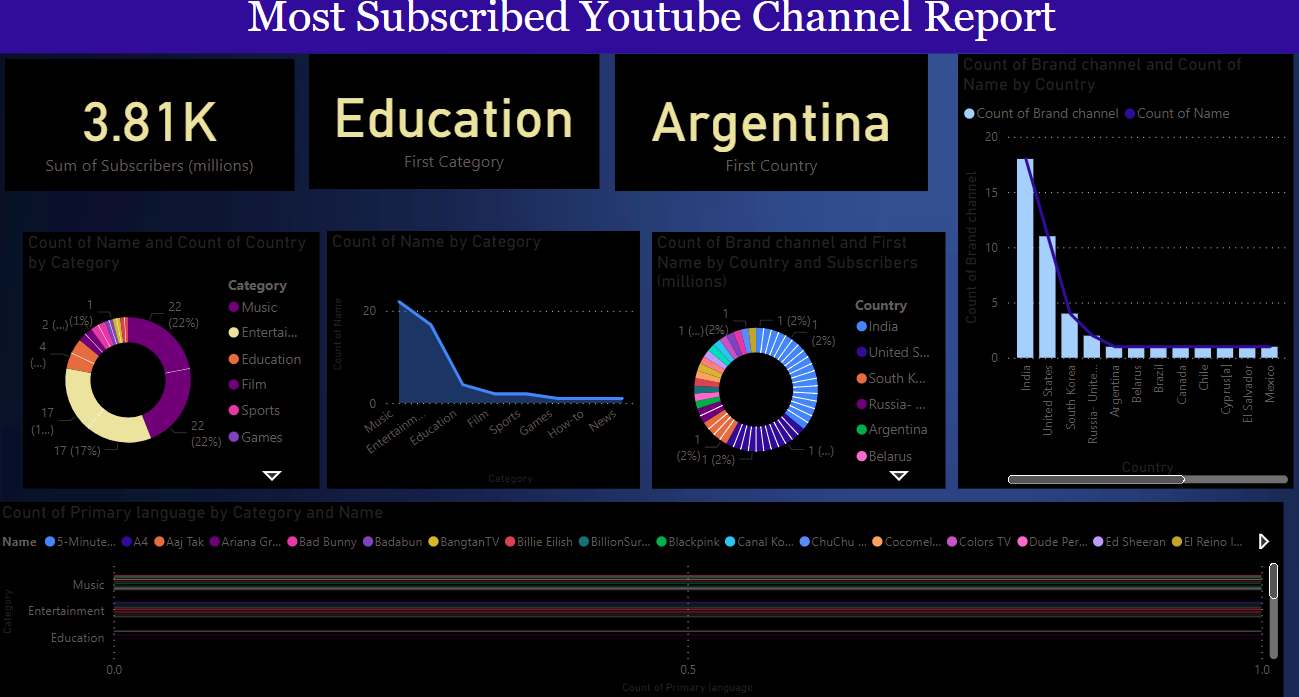 Most Subscribed Youtube Channel Report
3.81K
Sum of Subscribers (millions)
Education
First Category
Argentina
First Country
Count of Brand channel and Count of
Name by Country
Count of Brand channel
Count of Name
20
15
10
5
0
Count of Brand channel
India
United States
South Korea
Russia- Unite...
Argentina
Belarus
Brazil
Canada
Chile
Cyprus[a]
El Salvador
Mexico
Country
Count of Name and Count of Country
by Category
Category
Music
Entertai...
Education
Film
Sports
Games
1
(1%)
2 (...)
4
(...)
17
(1...)
17 (17%)
22
(22%)
22
(22%)
Count of Name by Category
20
0
Count of Name
Music
Entertainm...
Education
Film
Sports
Games
How-to
News
Category
Count of Brand channel and First
Name by Country and Subscribers
(millions)
Country
India
United S...
South K...
Russia- ...
Argentina
Belarus
1
(2%)
1 (...)
1 (2%)
1
(2%)
1
(2%)
1 (2%)
1 (...)
Count of Primary language by Category and Name
Name 5-Minute... A4 Aaj Tak Ariana Gr... Bad Bunny Badabun BangtanTV Billie Eilish BillionSur... Blackpink Canal Ko... ChuChu ... Cocomel... Colors TV Dude Per... Ed Sheeran El Reino I...
Category
Music
Entertainment
Education
0.0 0.5 1.0
Count of Primary language